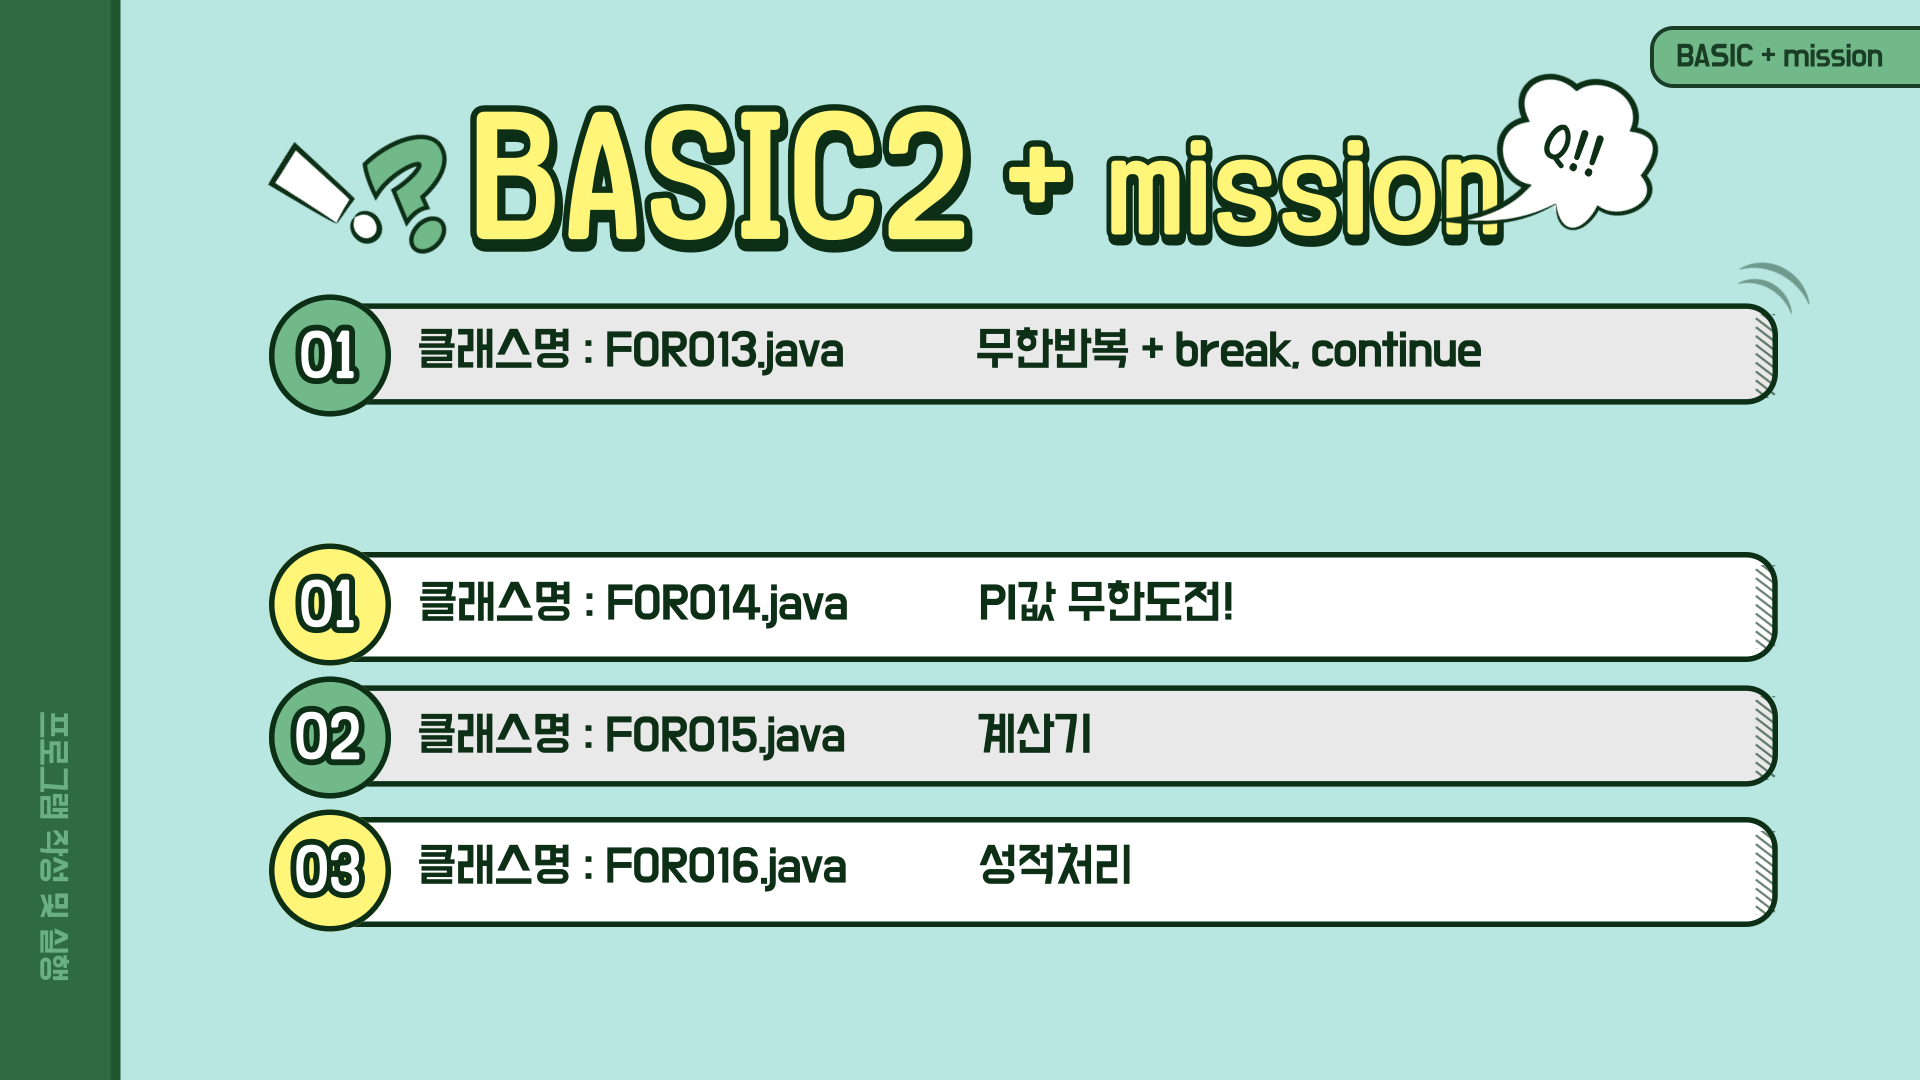 BASIC + mission
BASIC2 + mission
Q!!
01 클래스명 : FOR013.java 무한반복 + break, continue
01 클래스명 : FOR014.java PI값 무한도전!
02 클래스명 : FOR015.java 계산기
03 클래스명 : FOR016.java 성적처리
프로그램 작성 및 실행